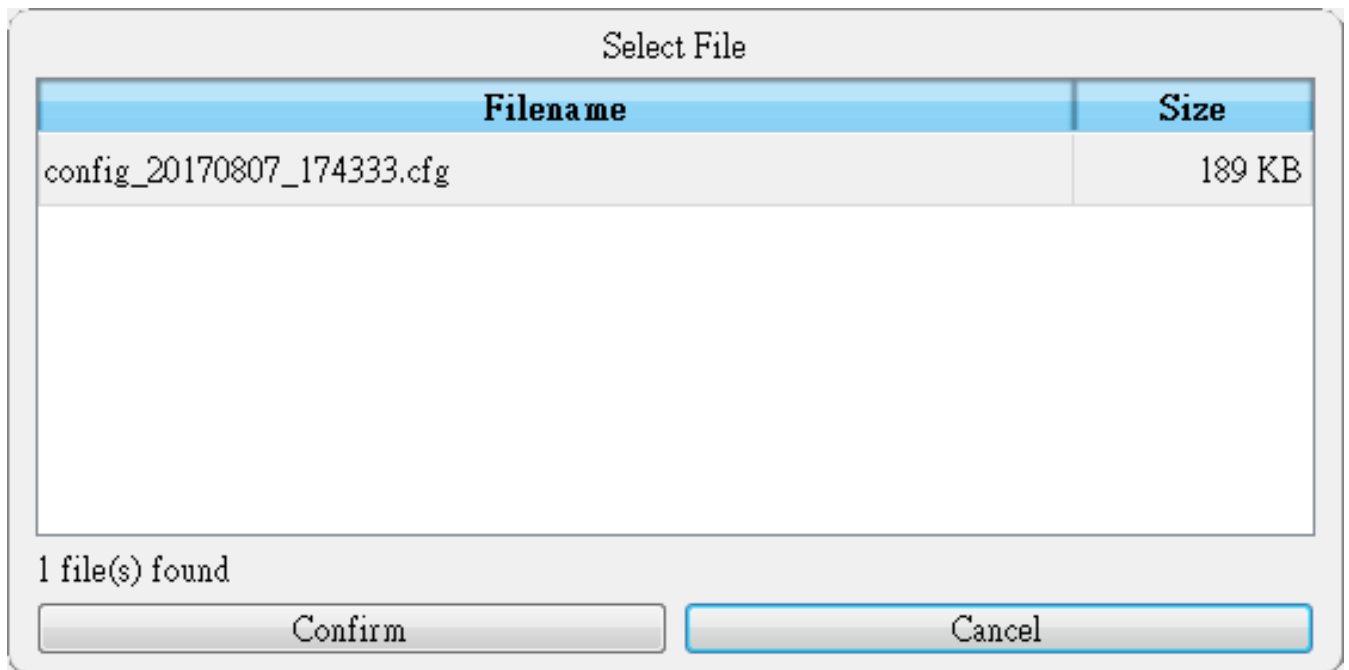 Select File
Filename Size
config_20170807_174333.cfg 189 KB
1 file(s) found
Confirm Cancel